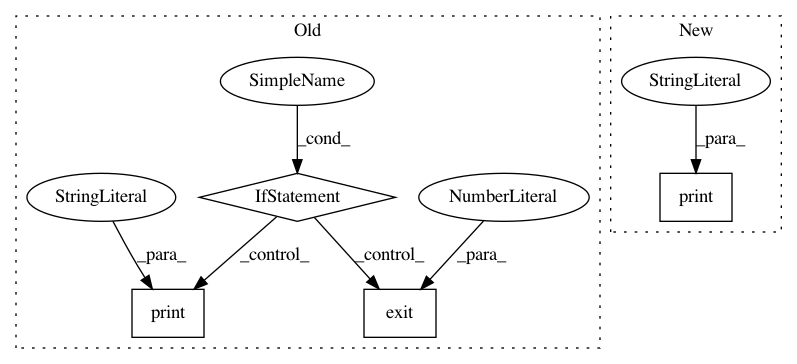 Old
New
SimpleName
StringLiteral
_cond_
_para_
StringLiteral
IfStatement
NumberLiteral
print
_para_
_control_
_control_
_para_
print
exit